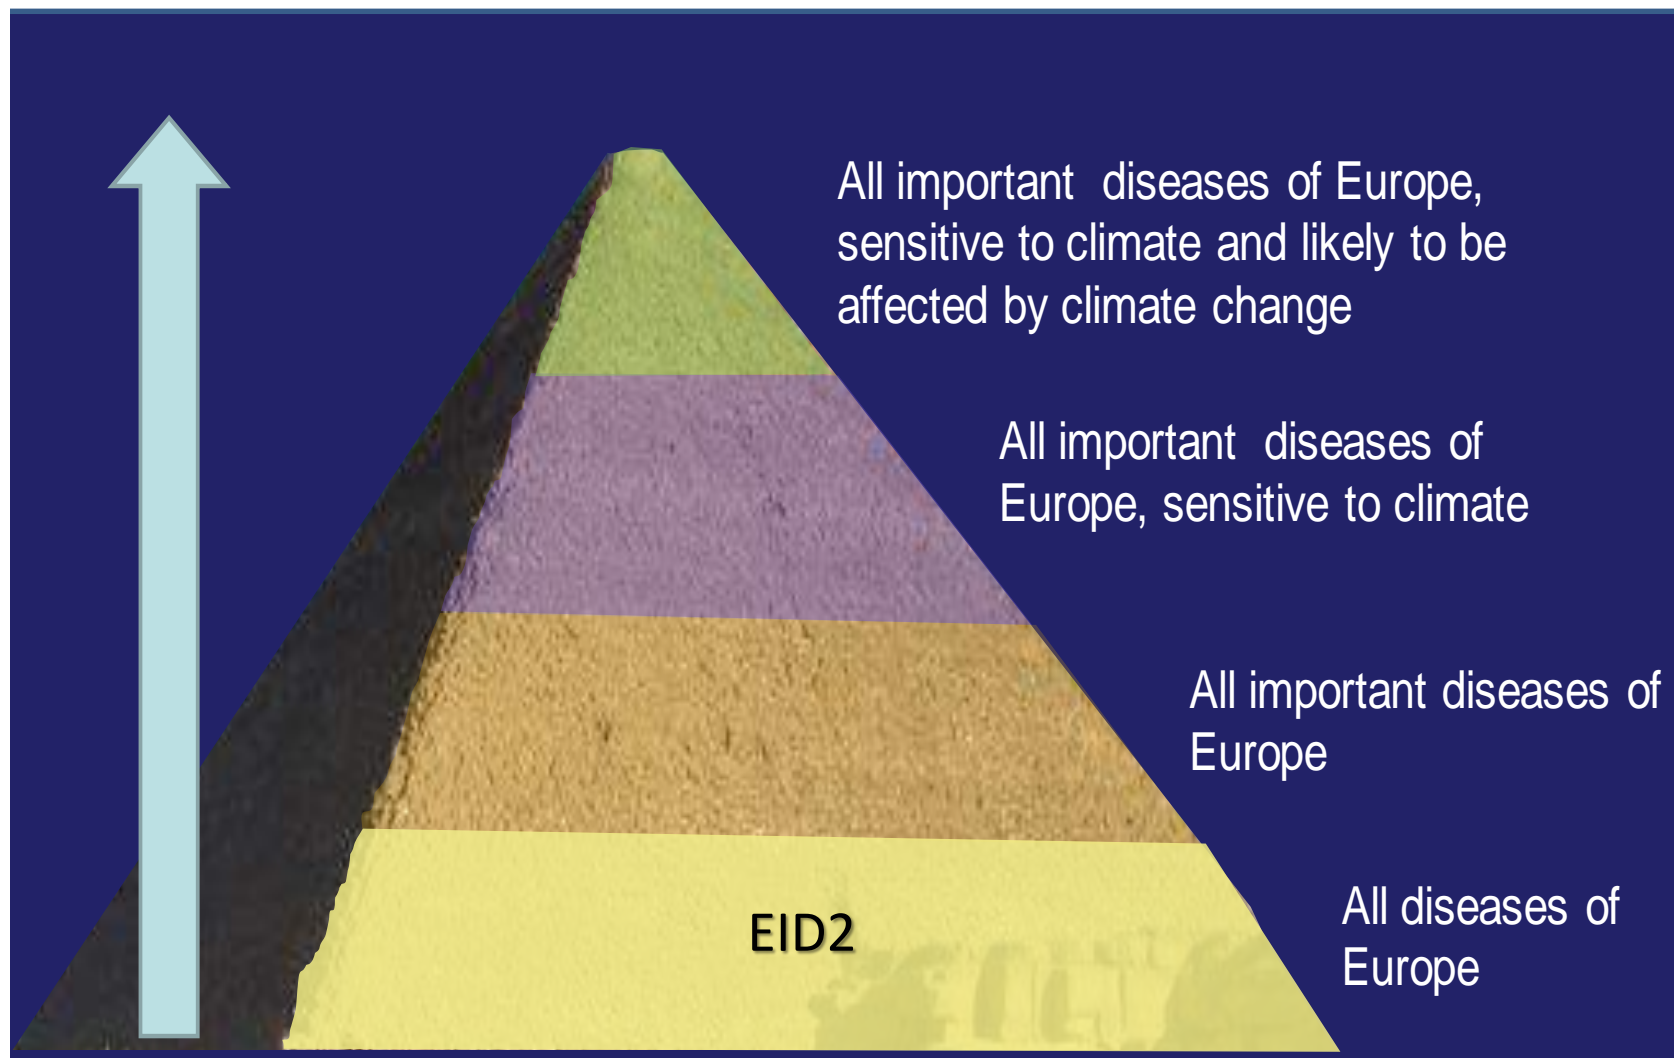 All important diseases of Europe,
sensitive to climate and likely to be
affected by climate change
All important diseases of
Europe, sensitive to climate
All important diseases of
Europe
All diseases of
Europe
EID2